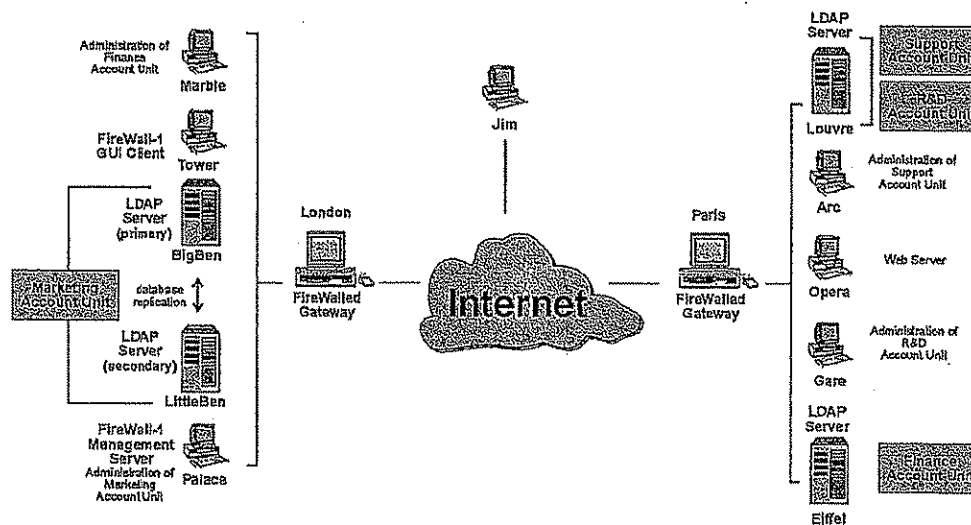 Administration of
Finance
Account Unit
Marble
FireWall-1
GUI Client
Tower
LDAP
Server
(primary)
BigBen
Marketing
Account Unit
database
replication
LDAP
Server
(secondary)
LittleBen
FireWall-1
Management
Server
Administration of
Marketing
Account Unit
Palace
London
FireWalled
Gateway
Jim
Internet
Paris
FireWalled
Gateway
LDAP
Server
Louvre
Support
Account Unit
R&D
Account Unit
Administration of
Support
Account Unit
Arc
Web Server
Opera
Administration of
R&D
Account Unit
Gare
LDAP
Server
Eiffel
Finance
Account Unit